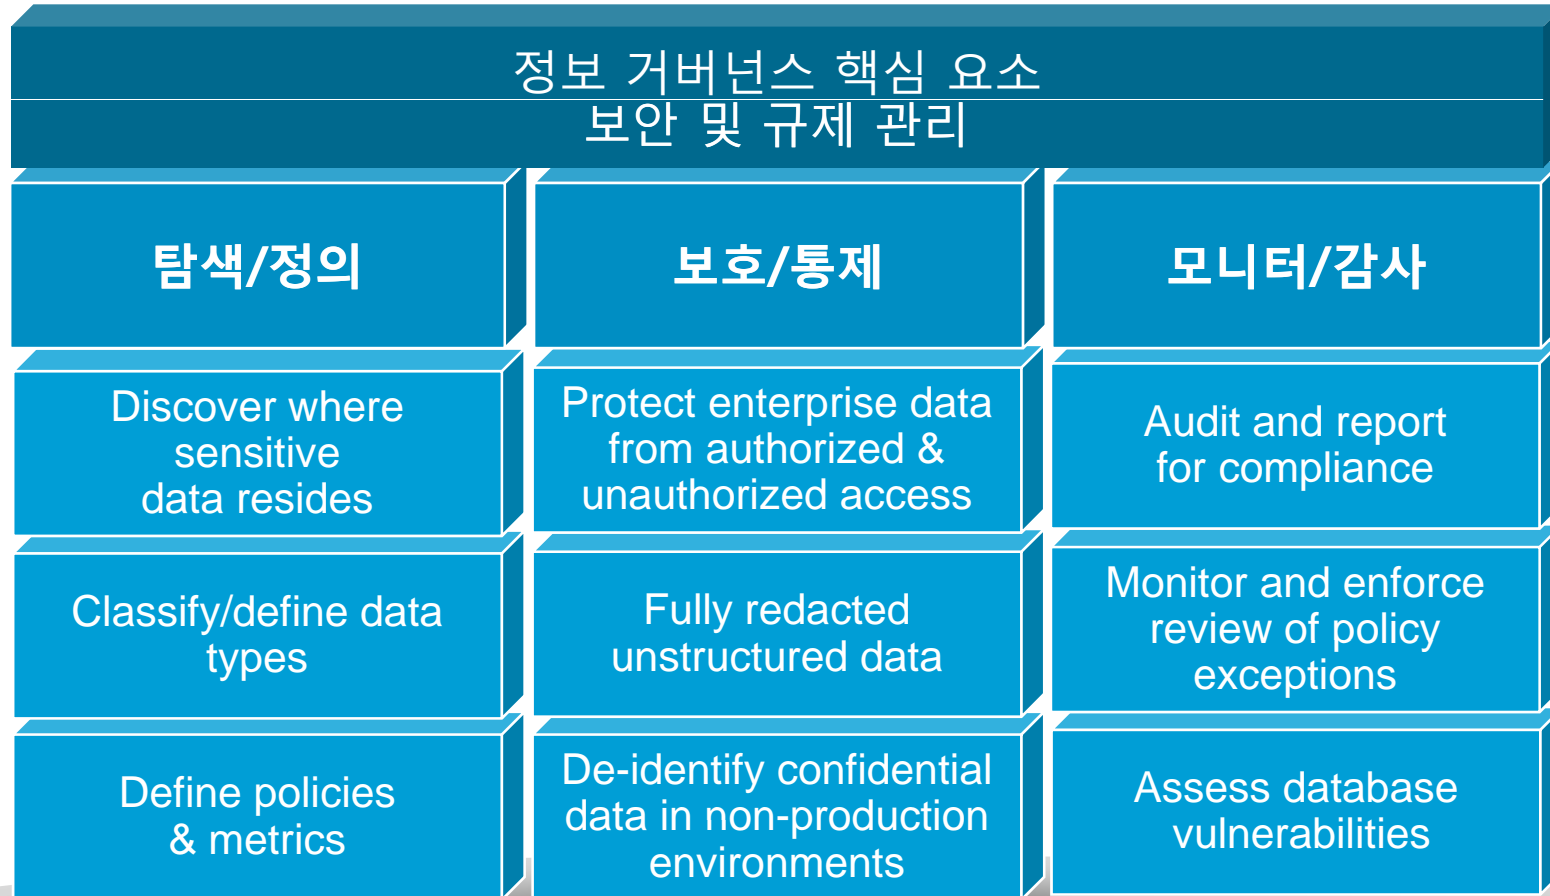 정보 거버넌스 핵심 요소
보안 및 규제 관리
탐색/정의
보호/통제
모니터/감사
Discover where
sensitive
data resides
Protect enterprise data
from authorized &
unauthorized access
Audit and report
for compliance
Classify/define data
types
Fully redacted
unstructured data
Monitor and enforce
review of policy
exceptions
Define policies
& metrics
De-identify confidential
data in non-production
environments
Assess database
vulnerabilities